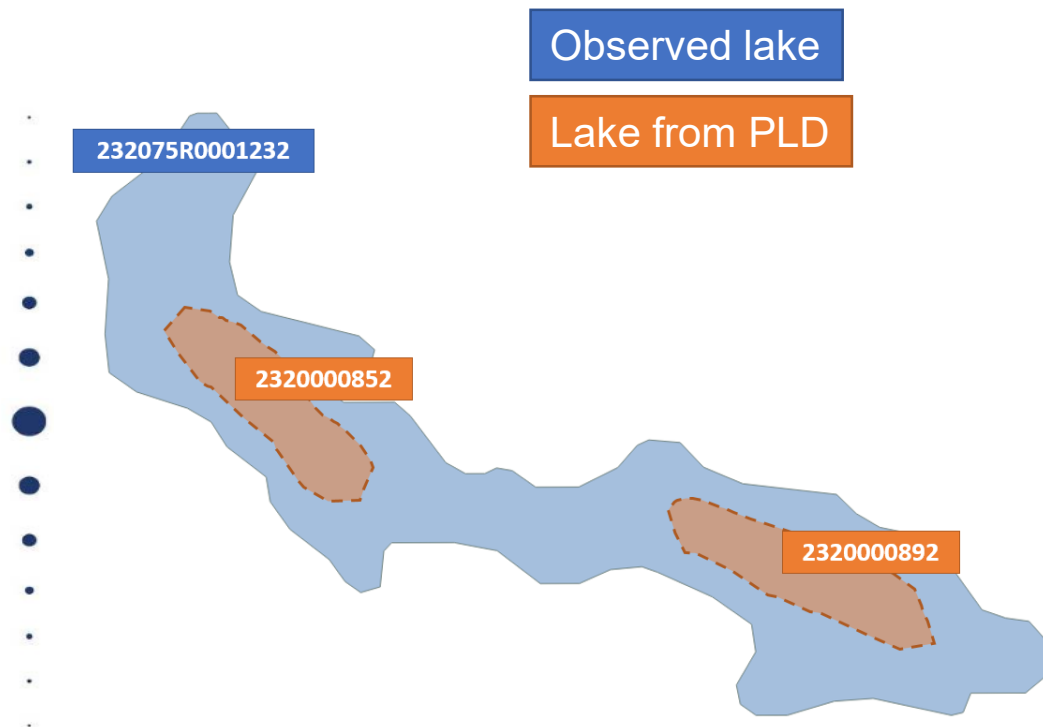 Observed lake
Lake from PLD
232075R0001232
2320000852
2320000892